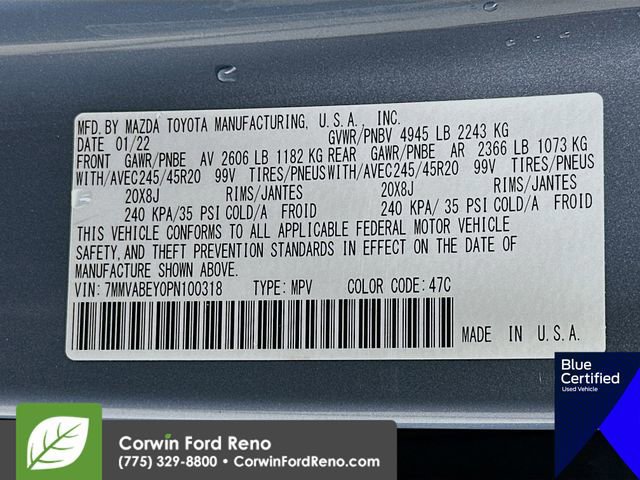 MFD. BY MAZDA TOYOTA MANUFACTURING, U.S.A., INC.
DATE 01/22 GVWR/PNBV 4945 LB 2243 KG
FRONT GAWR/PNBE AV 2606 LB 1182 KG REAR GAWR/PNBE AR 2366 LB 1073 KG
WITH/AVEC245/45R20 99V TIRES/PNEUSWITH/AVEC245/45R20 99V TIRES/PNEUS
20X8J RIMS/JANTES 20X8J RIMS/JANTES
240 KPA/35 PSI COLD/A FROID 240 KPA/35 PSI COLD/A FROID
THIS VEHICLE CONFORMS TO ALL APPLICABLE FEDERAL MOTOR VEHICLE
SAFETY, AND THEFT PREVENTION STANDARDS IN EFFECT ON THE DATE OF
MANUFACTURE SHOWN ABOVE.
VIN: 7MMVABEY0PN100318 TYPE: MPV COLOR CODE: 47C
MADE IN U.S.A.
Blue
Certified
Used Vehicle
Corwin Ford Reno
(775) 329-8800 • CorwinFordReno.com